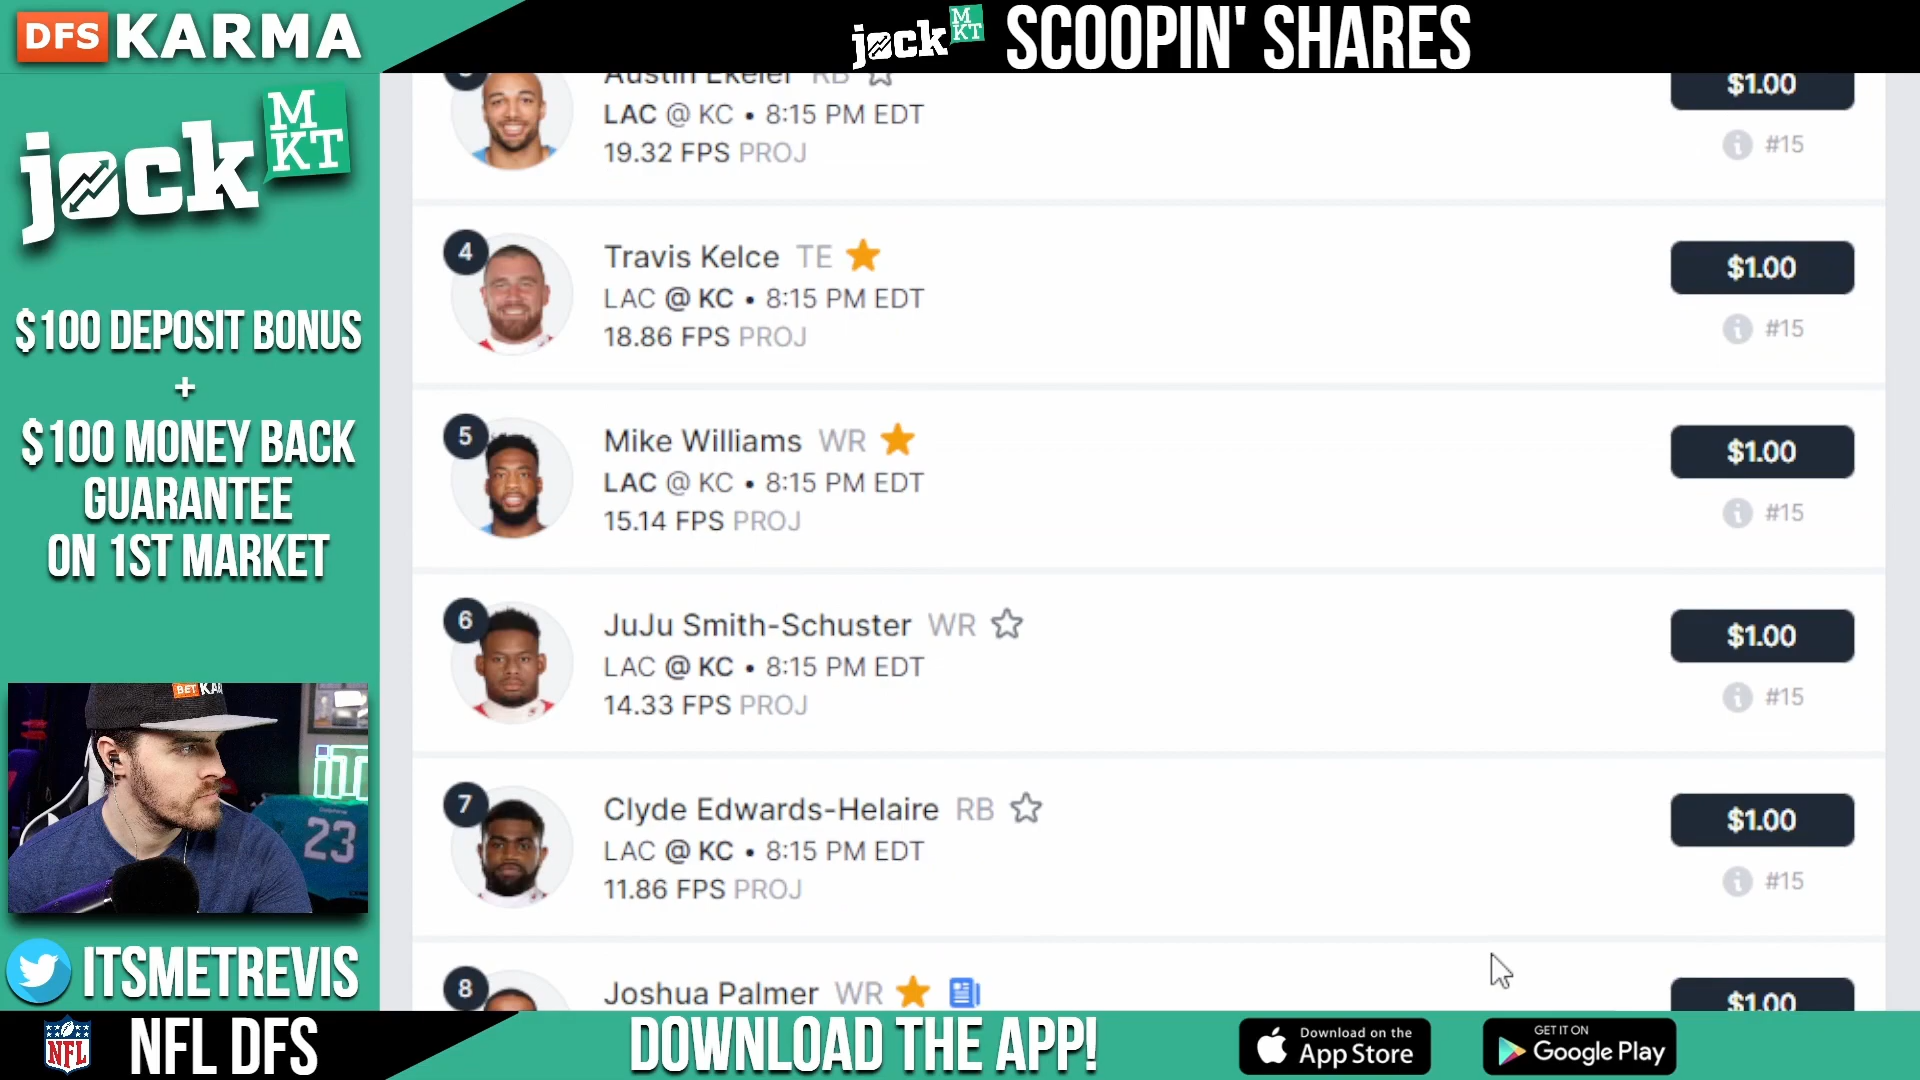 DFS KARMA
jock MKT SCOOPIN' SHARES
jock MKT
$100 DEPOSIT BONUS
+
$100 MONEY BACK
GUARANTEE
ON 1ST MARKET
BET KAR
23
ITSMETREVIS
NFL NFL DFS
Austin Ekeler RB
LAC @ KC • 8:15 PM EDT
19.32 FPS PROJ
$1.00
#15
4
Travis Kelce TE
LAC @ KC • 8:15 PM EDT
18.86 FPS PROJ
$1.00
#15
5
Mike Williams WR
LAC @ KC • 8:15 PM EDT
15.14 FPS PROJ
$1.00
#15
6
JuJu Smith-Schuster WR
LAC @ KC • 8:15 PM EDT
14.33 FPS PROJ
$1.00
#15
7
Clyde Edwards-Helaire RB
LAC @ KC • 8:15 PM EDT
11.86 FPS PROJ
$1.00
#15
8
Joshua Palmer WR
$1.00
DOWNLOAD THE APP!
Download on the
App Store
GET IT ON
Google Play